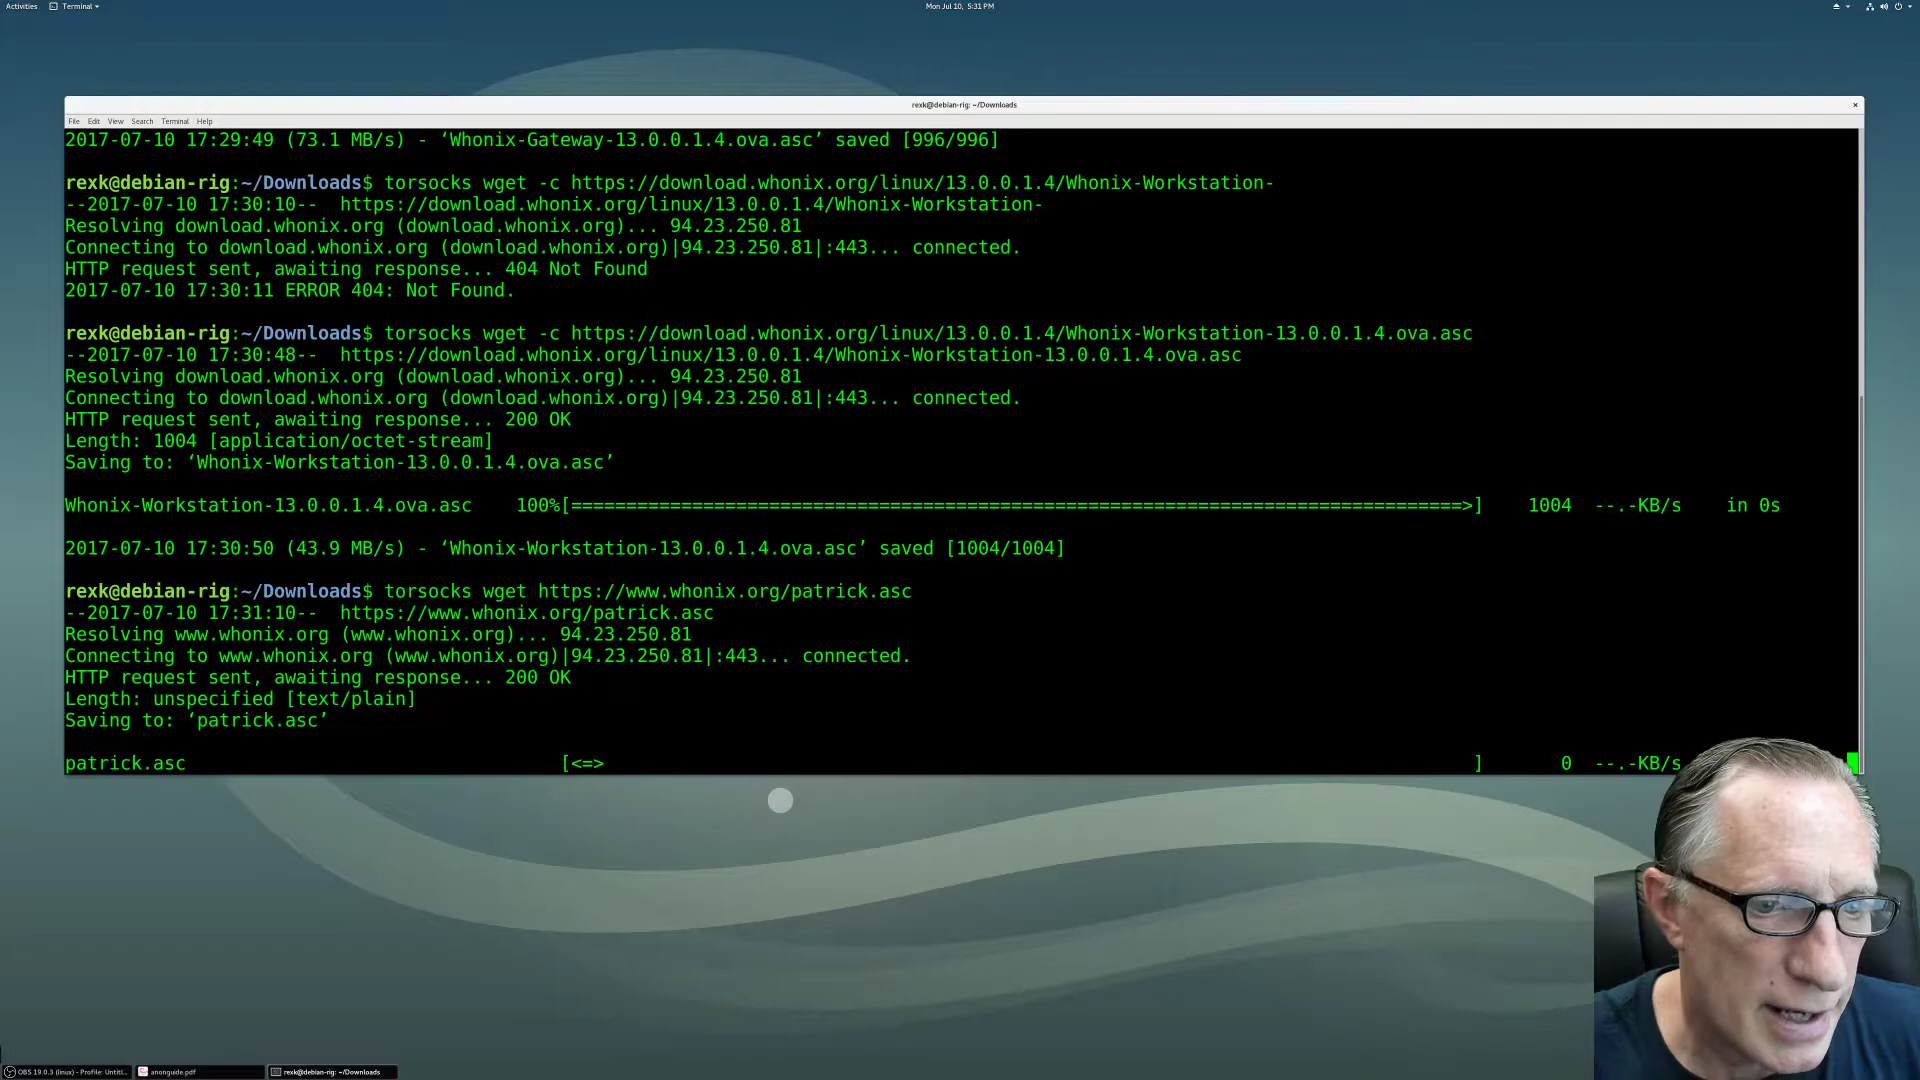 Activities Terminal Mon Jul 10, 5:31 PM
rexk@debian-rig: ~/Downloads
File Edit View Search Terminal Help
2017-07-10 17:29:49 (73.1 MB/s) - ‘Whonix-Gateway-13.0.0.1.4.ova.asc’ saved [996/996]
rexk@debian-rig:~/Downloads$ torsocks wget -c https://download.whonix.org/linux/13.0.0.1.4/Whonix-Workstation-
--2017-07-10 17:30:10-- https://download.whonix.org/linux/13.0.0.1.4/Whonix-Workstation-
Resolving download.whonix.org (download.whonix.org)... 94.23.250.81
Connecting to download.whonix.org (download.whonix.org)|94.23.250.81|:443... connected.
HTTP request sent, awaiting response... 404 Not Found
2017-07-10 17:30:11 ERROR 404: Not Found.
rexk@debian-rig:~/Downloads$ torsocks wget -c https://download.whonix.org/linux/13.0.0.1.4/Whonix-Workstation-13.0.0.1.4.ova.asc
--2017-07-10 17:30:48-- https://download.whonix.org/linux/13.0.0.1.4/Whonix-Workstation-13.0.0.1.4.ova.asc
Resolving download.whonix.org (download.whonix.org)... 94.23.250.81
Connecting to download.whonix.org (download.whonix.org)|94.23.250.81|:443... connected.
HTTP request sent, awaiting response... 200 OK
Length: 1004 [application/octet-stream]
Saving to: ‘Whonix-Workstation-13.0.0.1.4.ova.asc’
Whonix-Workstation-13.0.0.1.4.ova.asc 100%[=================================================================================>] 1004 --.-KB/s in 0s
2017-07-10 17:30:50 (43.9 MB/s) - ‘Whonix-Workstation-13.0.0.1.4.ova.asc’ saved [1004/1004]
rexk@debian-rig:~/Downloads$ torsocks wget https://www.whonix.org/patrick.asc
--2017-07-10 17:31:10-- https://www.whonix.org/patrick.asc
Resolving www.whonix.org (www.whonix.org)... 94.23.250.81
Connecting to www.whonix.org (www.whonix.org)|94.23.250.81|:443... connected.
HTTP request sent, awaiting response... 200 OK
Length: unspecified [text/plain]
Saving to: ‘patrick.asc’
patrick.asc [<=> ] 0 --.-KB/s
OBS 19.0.3 (linux) - Profile: Untitl... anonguide.pdf rexk@debian-rig: ~/Downloads